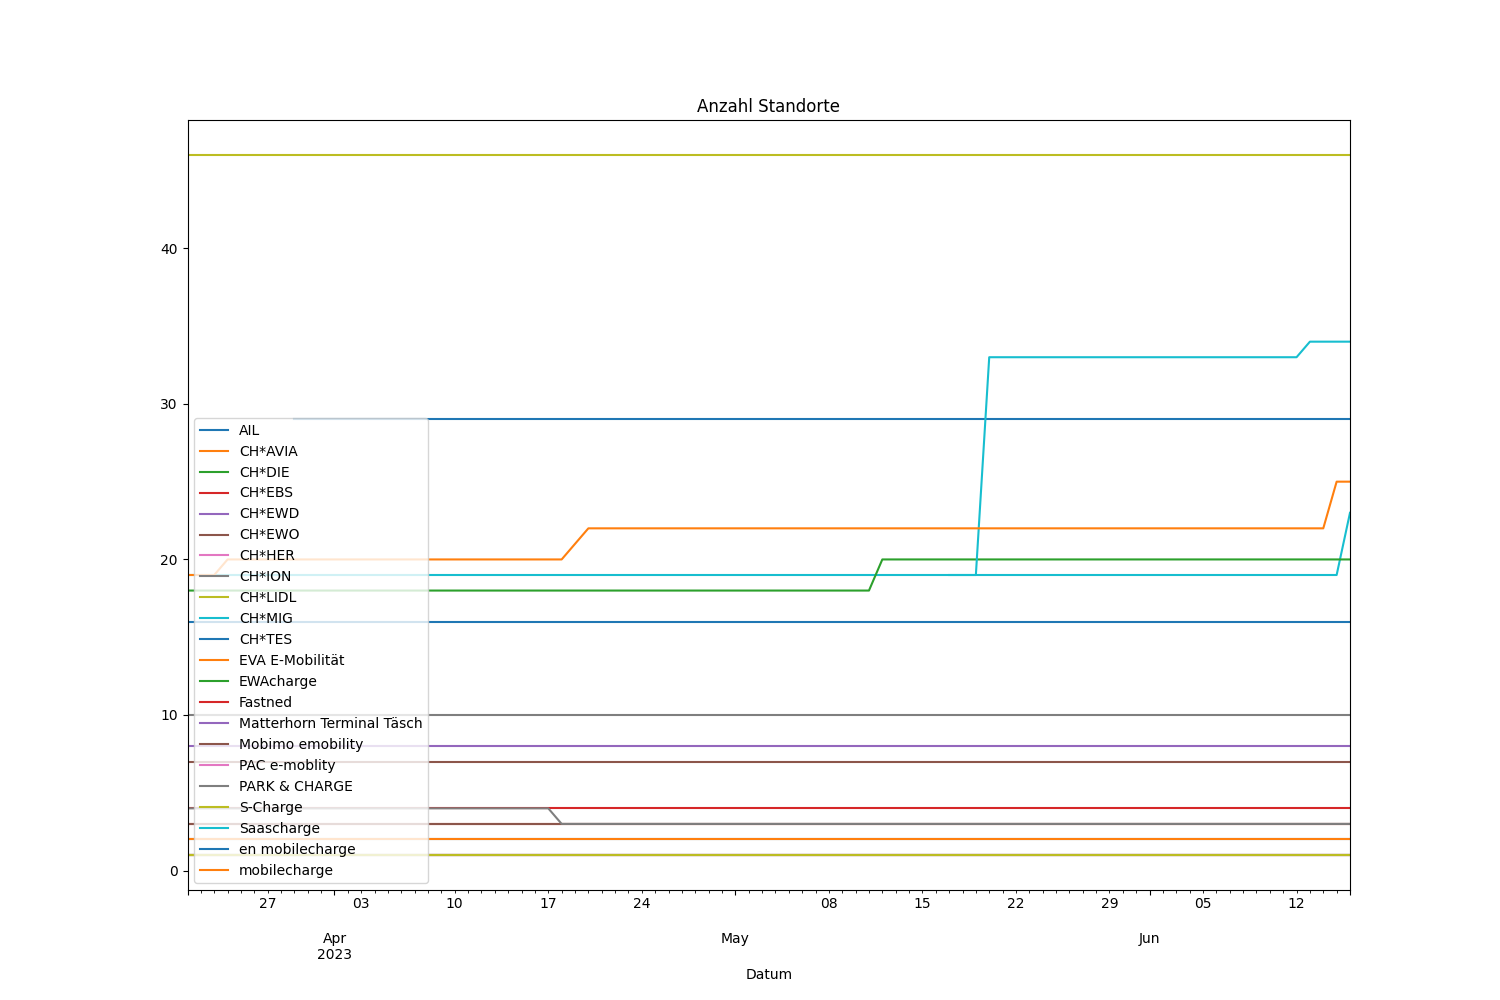 Anzahl Standorte
40
30
20
10
0
AIL
CH*AVIA
CH*DIE
CH*EBS
CH*EWD
CH*EWO
CH*HER
CH*ION
CH*LIDL
CH*MIG
CH*TES
EVA E-Mobilität
EWAcharge
Fastned
Matterhorn Terminal Täsch
Mobimo emobility
PAC e-moblity
PARK & CHARGE
S-Charge
Saascharge
en mobilecharge
mobilecharge
27 03 10 17 24 08 15 22 29 05 12
Apr May Jun
2023
Datum